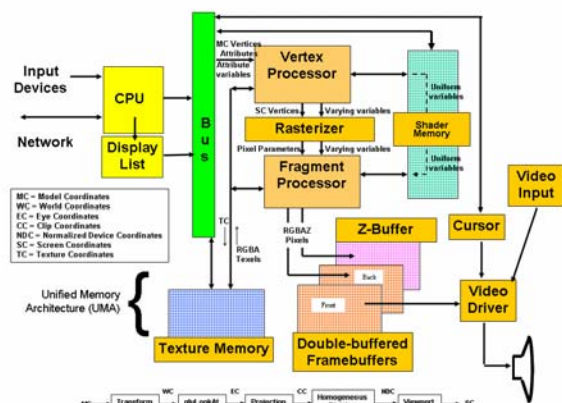 Input
Devices
Network
CPU
Display
List
Bus
MC Vertices
Attributes
Attribute
variables
Vertex
Processor
SC Vertices
Varying variables
Rasterizer
Pixel Parameters
Varying variables
Fragment
Processor
Uniform
variables
Shader
Memory
Uniform
variables
MC = Model Coordinates
WC = World Coordinates
EC = Eye Coordinates
CC = Clip Coordinates
NDC = Normalized Device Coordinates
SC = Screen Coordinates
TC = Texture Coordinates
TC
RGBA
Texels
RGBAZ
Pixels
Z-Buffer
Back
Front
Cursor
Video
Input
Video
Driver
Unified Memory
Architecture (UMA)
Texture Memory
Double-buffered
Framebuffers
WC
EC
CC
NDC
Transform
Projection
Homogeneous
Viewport